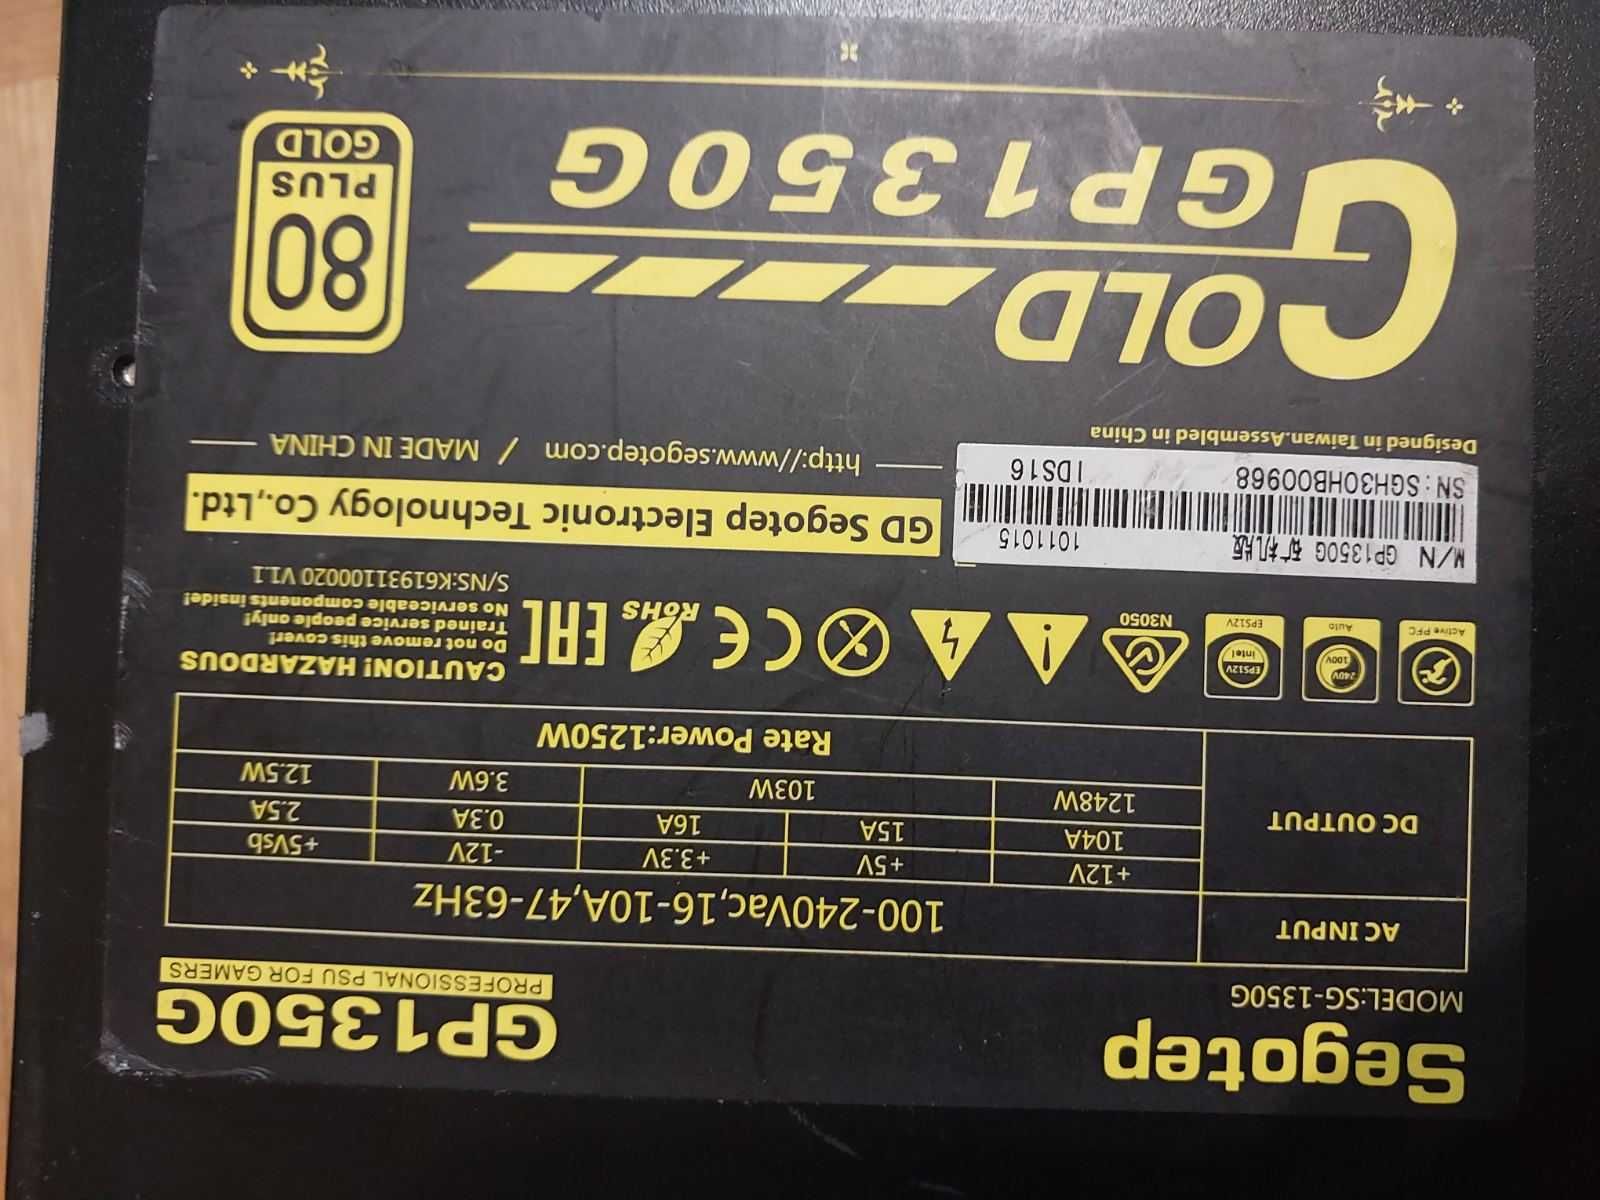 Segotep
MODEL:SG-1350G
GP1350G
PROFESSIONAL PSU FOR GAMERS
AC INPUT 100-240Vac,16-10A,47-63Hz
DC OUTPUT
+12V +5V +3.3V -12V +5Vsb
104A 15A 16A 0.3A 2.5A
1248W 103W 3.6W 12.5W
Rate Power:1250W
Active PFC
240V
100V
Auto
EPS12V
intel
EPS12V
N3050
CE
RoHS
EAC
CAUTION! HAZARDOUS
Do not remove this cover!
Trained service people only!
No serviceable components inside!
S/NS:K61931100020 V1.1
M/N GP1350G 矿机版 1011015
SN:SGH30HB00968 IDS16
Designed in Taiwan.Assembled in China
GD Segotep Electronic Technology Co.,Ltd.
http://www.segotep.com / MADE IN CHINA
GOLD
GP1350G
80
PLUS
GOLD